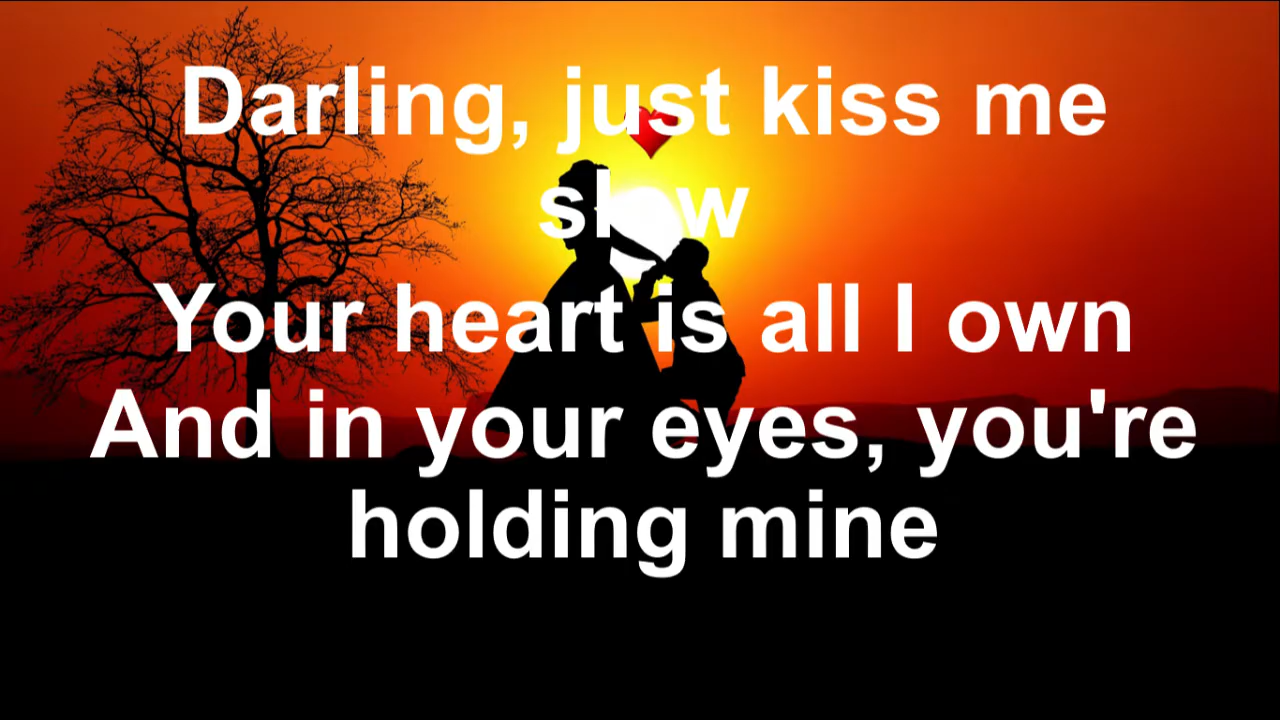 Darling, just kiss me
slow
Your heart is all I own
And in your eyes, you're
holding mine